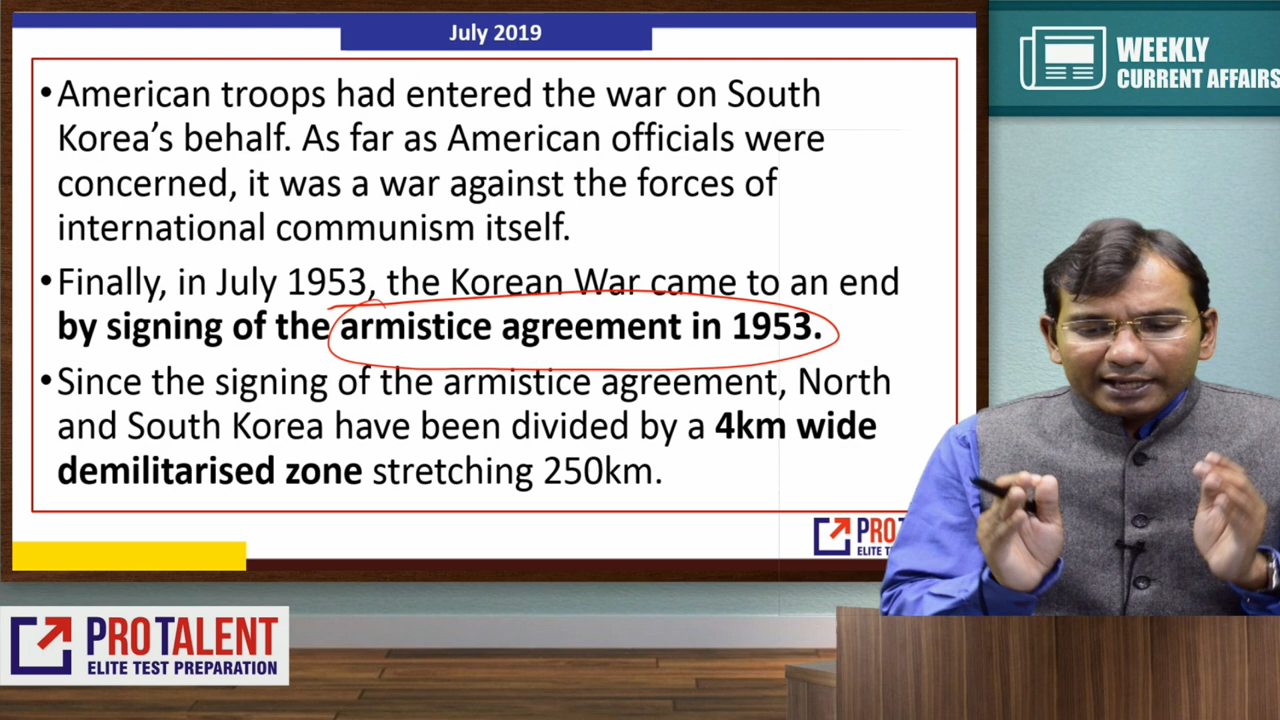 July 2019
WEEKLY
CURRENT AFFAIRS
•American troops had entered the war on South
Korea’s behalf. As far as American officials were
concerned, it was a war against the forces of
international communism itself.
•Finally, in July 1953, the Korean War came to an end
by signing of the armistice agreement in 1953.
•Since the signing of the armistice agreement, North
and South Korea have been divided by a 4km wide
demilitarised zone stretching 250km.
PRO TALENT
ELITE TEST PREPARATION